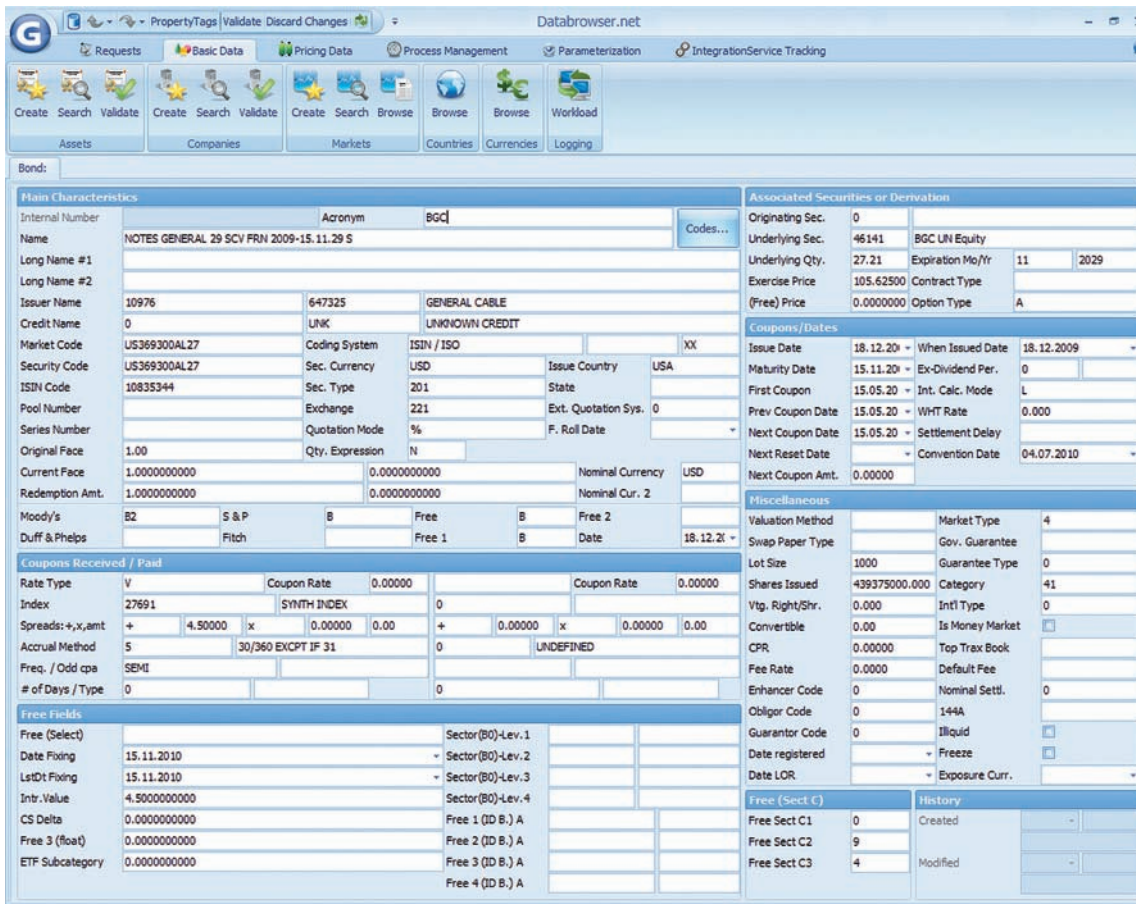 G PropertyTags Validate Discard Changes Databrowser.net
Requests Basic Data Pricing Data Process Management Parameterization IntegrationService Tracking
Create Search Validate Create Search Validate Create Search Browse Browse Browse Workload
Assets Companies Markets Countries Currencies Logging
Bond:
Main Characteristics
Internal Number Acronym BGC Codes...
Name NOTES GENERAL 29 SCV FRN 2009-15.11.29 S
Long Name #1
Long Name #2
Issuer Name 10976 647325 GENERAL CABLE
Credit Name 0 UNK UNKNOWN CREDIT
Market Code US369300AL27 Coding System ISIN / ISO XX
Security Code US369300AL27 Sec. Currency USD Issue Country USA
ISIN Code 10835344 Sec. Type 201 State
Pool Number Exchange 221 Ext. Quotation Sys. 0
Series Number Quotation Mode % F. Roll Date
Original Face 1.00 Qty. Expression N
Current Face 1.0000000000 0.0000000000 Nominal Currency USD
Redemption Amt. 1.0000000000 0.0000000000 Nominal Cur. 2
Moody's B2 S & P B Free B Free 2
Duff & Phelps Fitch Free 1 B Date 18.12.20
Coupons Received / Paid
Rate Type V Coupon Rate 0.00000 Coupon Rate 0.00000
Index 27691 SYNTH INDEX 0
Spreads:+,x,amt + 4.50000 x 0.00000 0.00 + 0.00000 x 0.00000 0.00
Accrual Method 5 30/360 EXCPT IF 31 0 UNDEFINED
Freq. / Odd cpa SEMI
# of Days / Type 0 0
Free Fields
Free (Select) Sector(B0)-Lev.1
Date Fixing 15.11.2010 Sector(B0)-Lev.2
LstDt Fixing 15.11.2010 Sector(B0)-Lev.3
Intr.Value 4.5000000000 Sector(B0)-Lev.4
CS Delta 0.0000000000 Free 1 (ID B.) A
Free 3 (float) 0.0000000000 Free 2 (ID B.) A
ETF Subcategory 0.0000000000 Free 3 (ID B.) A
Free 4 (ID B.) A
Associated Securities or Derivation
Originating Sec. 0
Underlying Sec. 46141 BGC UN Equity
Underlying Qty. 27.21 Expiration Mo/Yr 11 2029
Exercise Price 105.62500 Contract Type
(Free) Price 0.0000000 Option Type A
Coupons/Dates
Issue Date 18.12.20 When Issued Date 18.12.2009
Maturity Date 15.11.20 Ex-Dividend Per. 0
First Coupon 15.05.20 Int. Calc. Mode L
Prev Coupon Date 15.05.20 WHT Rate 0.000
Next Coupon Date 15.05.20 Settlement Delay
Next Reset Date Convention Date 04.07.2010
Next Coupon Amt. 0.00000
Miscellaneous
Valuation Method Market Type 4
Swap Paper Type Gov. Guarantee
Lot Size 1000 Guarantee Type 0
Shares Issued 439375000.000 Category 41
Vtg. Right/Shr. 0.000 Int'l Type 0
Convertible 0.00 Is Money Market
CPR 0.00000 Top Trax Book
Fee Rate 0.0000 Default Fee
Enhancer Code 0 Nominal Settl. 0
Obligor Code 0 144A
Guarantor Code 0 Illiquid
Date registered Freeze
Date LOR Exposure Curr.
Free (Sect C) History
Free Sect C1 0 Created
Free Sect C2 9
Free Sect C3 4 Modified